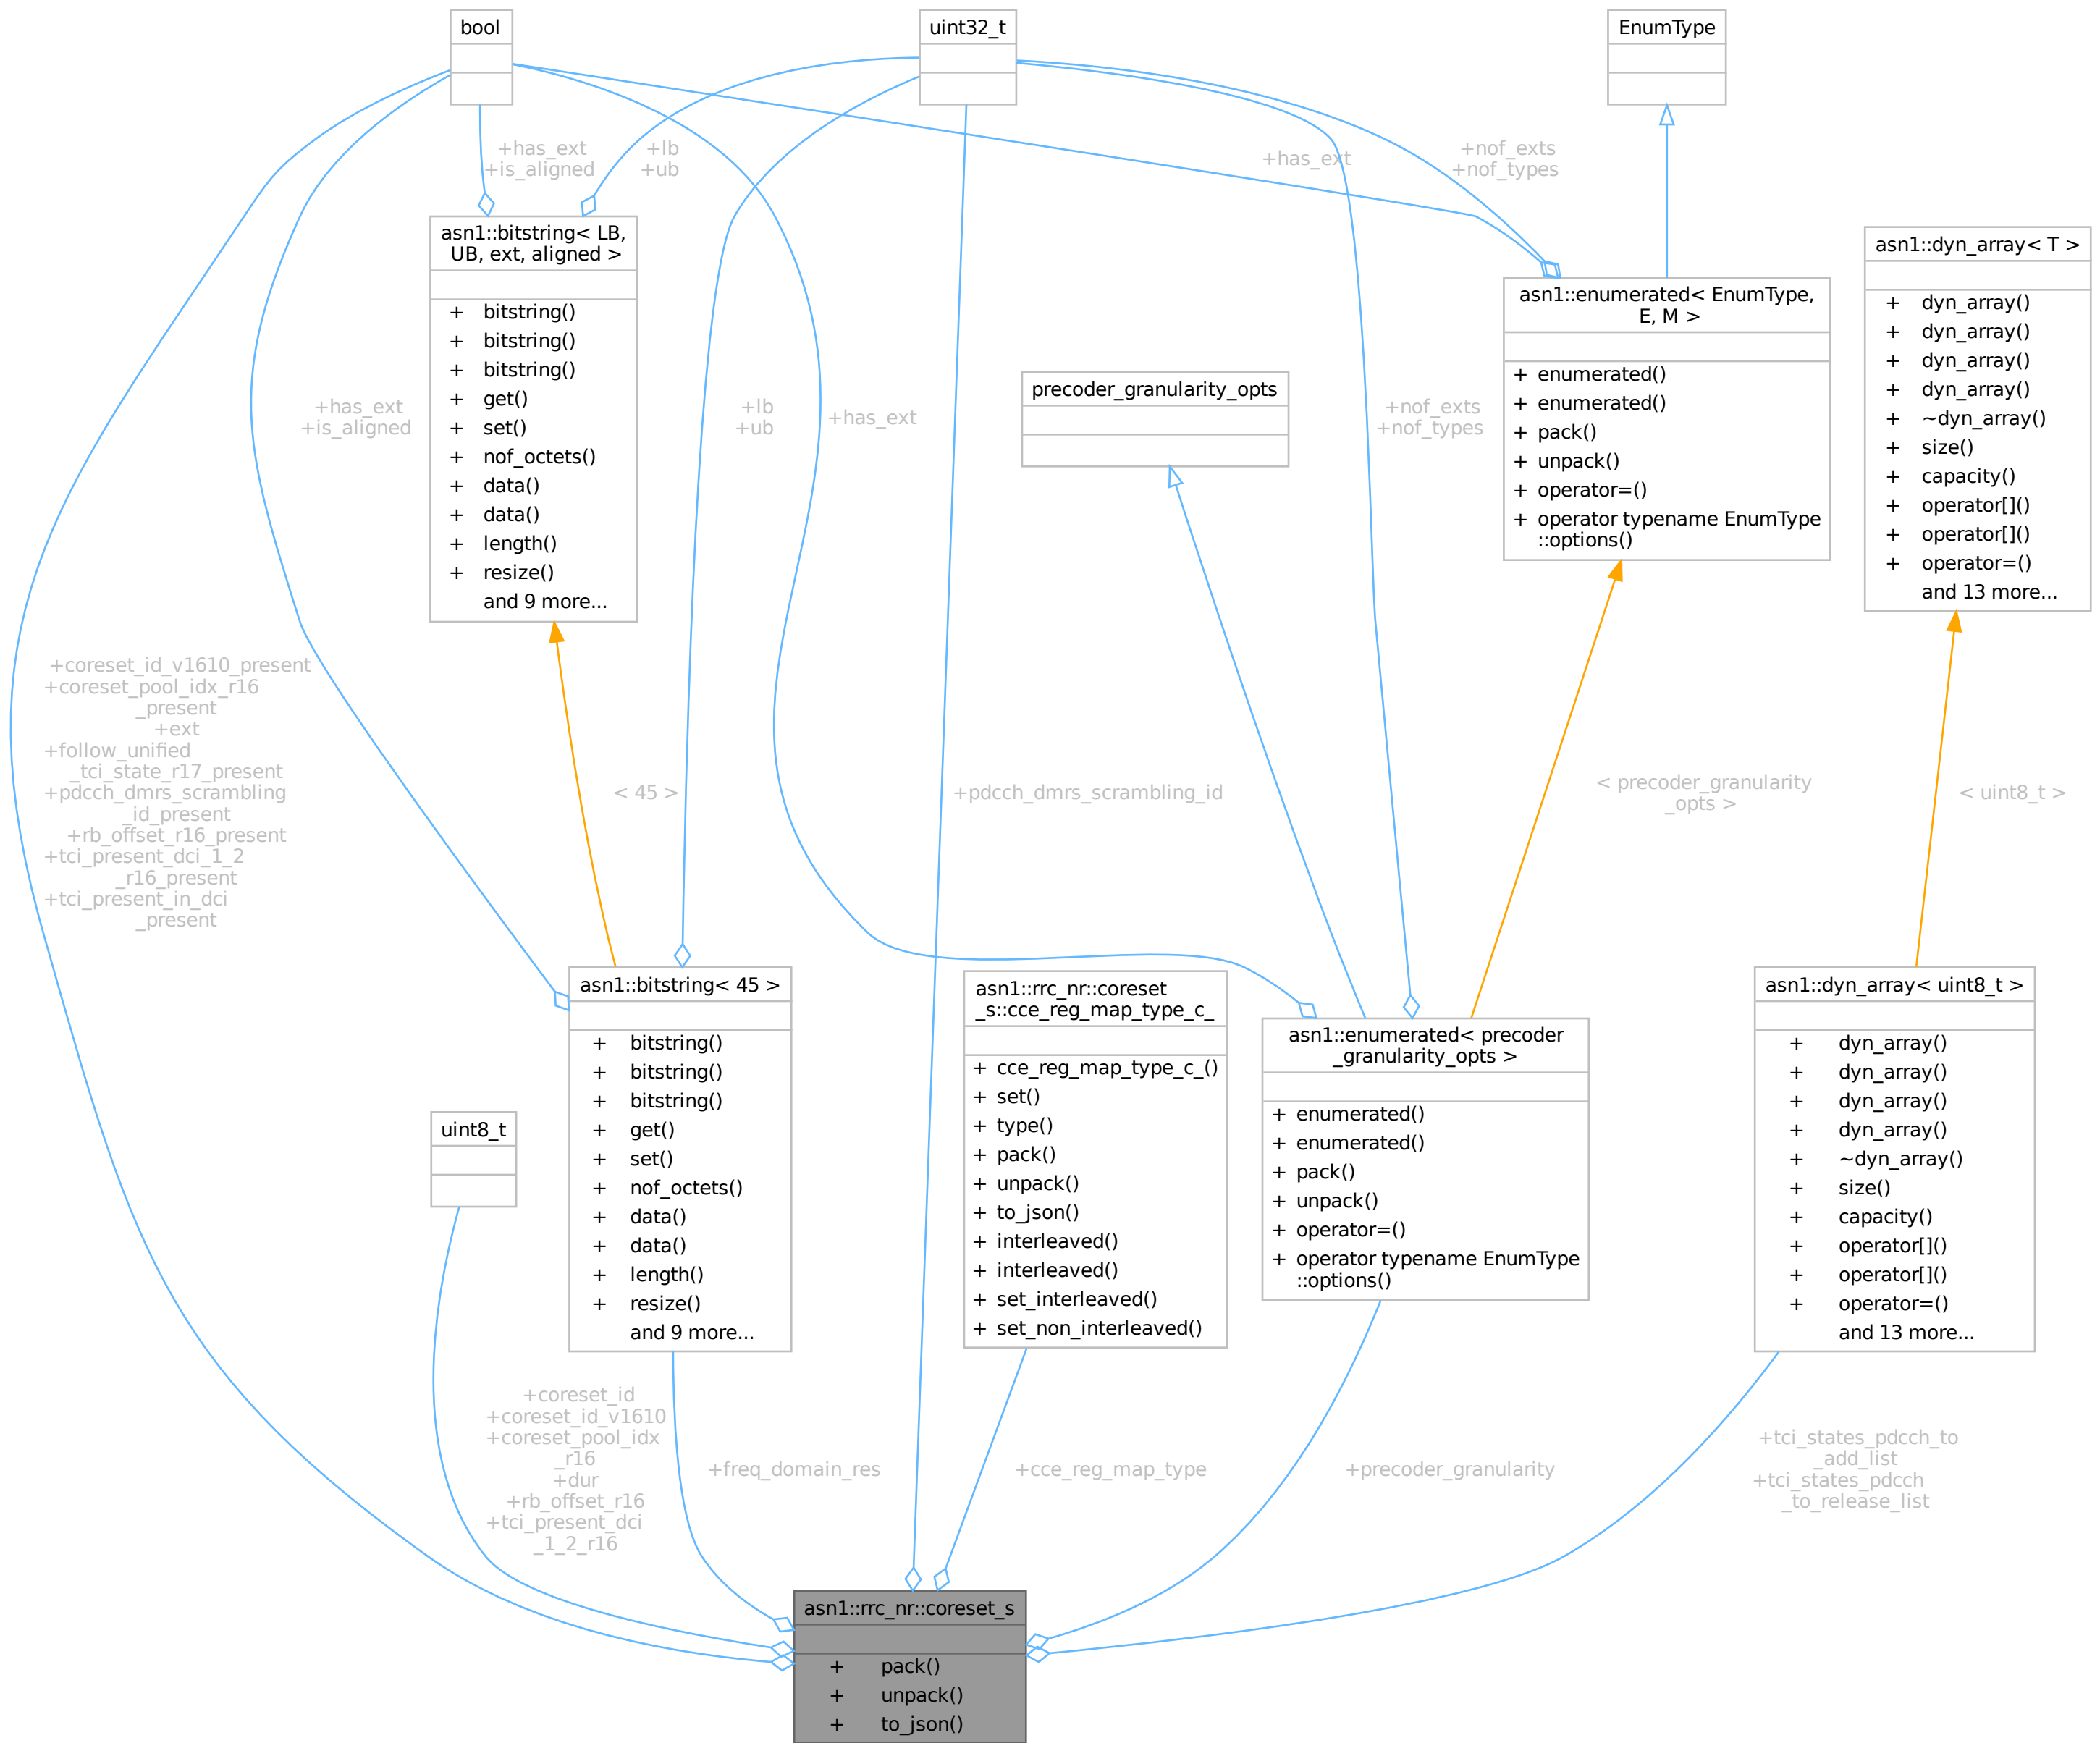 bool
uint32_t
EnumType
+has_ext
+is_aligned
+lb
+ub
+has_ext
+nof_exts
+nof_types
asn1::bitstring< LB,
UB, ext, aligned >
+ bitstring()
+ bitstring()
+ bitstring()
+ get()
+ set()
+ nof_octets()
+ data()
+ data()
+ length()
+ resize()
and 9 more...
asn1::enumerated< EnumType,
E, M >
+ enumerated()
+ enumerated()
+ pack()
+ unpack()
+ operator=()
+ operator typename EnumType
::options()
asn1::dyn_array< T >
+ dyn_array()
+ dyn_array()
+ dyn_array()
+ dyn_array()
+ ~dyn_array()
+ size()
+ capacity()
+ operator[]()
+ operator[]()
+ operator=()
and 13 more...
precoder_granularity_opts
+has_ext
+is_aligned
+lb
+ub
+has_ext
+nof_exts
+nof_types
+coreset_id_v1610_present
+coreset_pool_idx_r16
_present
+ext
+follow_unified
_tci_state_r17_present
+pdcch_dmrs_scrambling
_id_present
+rb_offset_r16_present
+tci_present_dci_1_2
_r16_present
+tci_present_in_dci
_present
< 45 >
+pdcch_dmrs_scrambling_id
< precoder_granularity
_opts >
< uint8_t >
uint8_t
asn1::bitstring< 45 >
+ bitstring()
+ bitstring()
+ bitstring()
+ get()
+ set()
+ nof_octets()
+ data()
+ data()
+ length()
+ resize()
and 9 more...
asn1::rrc_nr::coreset
_s::cce_reg_map_type_c_
+ cce_reg_map_type_c_()
+ set()
+ type()
+ pack()
+ unpack()
+ to_json()
+ interleaved()
+ interleaved()
+ set_interleaved()
+ set_non_interleaved()
asn1::enumerated< precoder
_granularity_opts >
+ enumerated()
+ enumerated()
+ pack()
+ unpack()
+ operator=()
+ operator typename EnumType
::options()
asn1::dyn_array< uint8_t >
+ dyn_array()
+ dyn_array()
+ dyn_array()
+ dyn_array()
+ ~dyn_array()
+ size()
+ capacity()
+ operator[]()
+ operator[]()
+ operator=()
and 13 more...
+coreset_id
+coreset_id_v1610
+coreset_pool_idx
_r16
+dur
+rb_offset_r16
+tci_present_dci
_1_2_r16
+freq_domain_res
+cce_reg_map_type
+precoder_granularity
+tci_states_pdcch_to
_add_list
+tci_states_pdcch
_to_release_list
asn1::rrc_nr::coreset_s
+ pack()
+ unpack()
+ to_json()